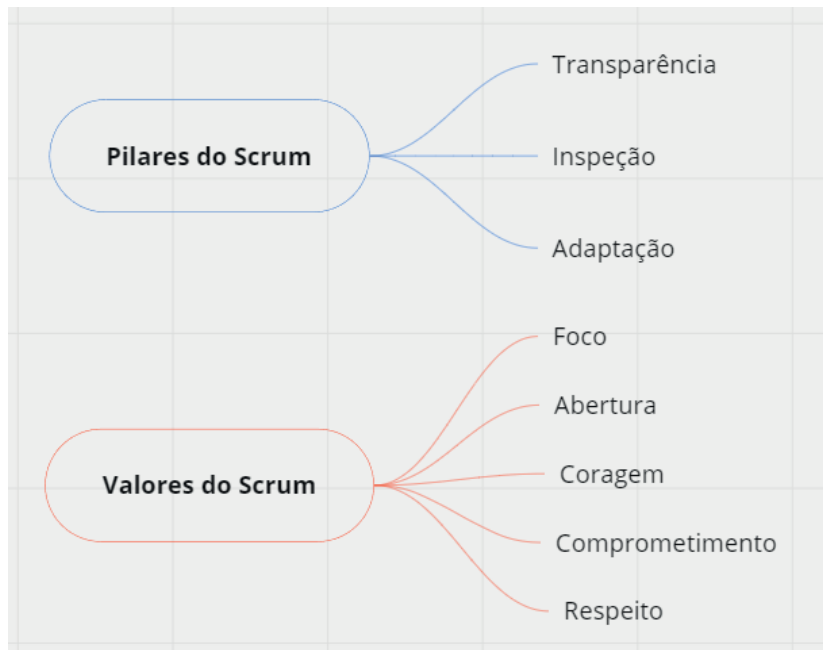 Pilares do Scrum
Transparência
Inspeção
Adaptação
Valores do Scrum
Foco
Abertura
Coragem
Comprometimento
Respeito